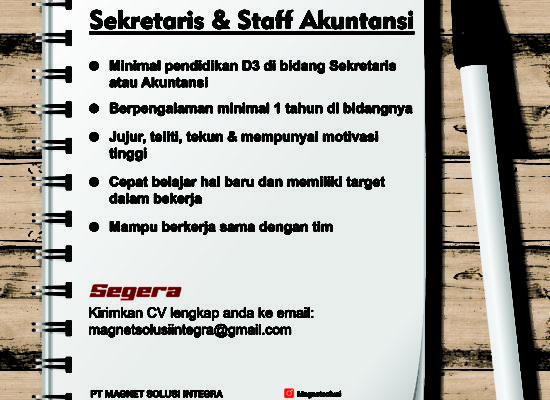 Sekretaris & Staff Akuntansi
Minimal pendidikan D3 di bidang Sekretaris
atau Akuntansi
Berpengalaman minimal 1 tahun di bidangnya
Jujur, teliti, tekun & mempunyai motivasi
tinggi
Cepat belajar hal baru dan memiliki target
dalam bekerja
Mampu berkerja sama dengan tim
Segera
Kirimkan CV lengkap anda ke email:
magnetsolusiintegra@gmail.com
PT MAGNET SOLUSI INTEGRA
Magnetsolusi